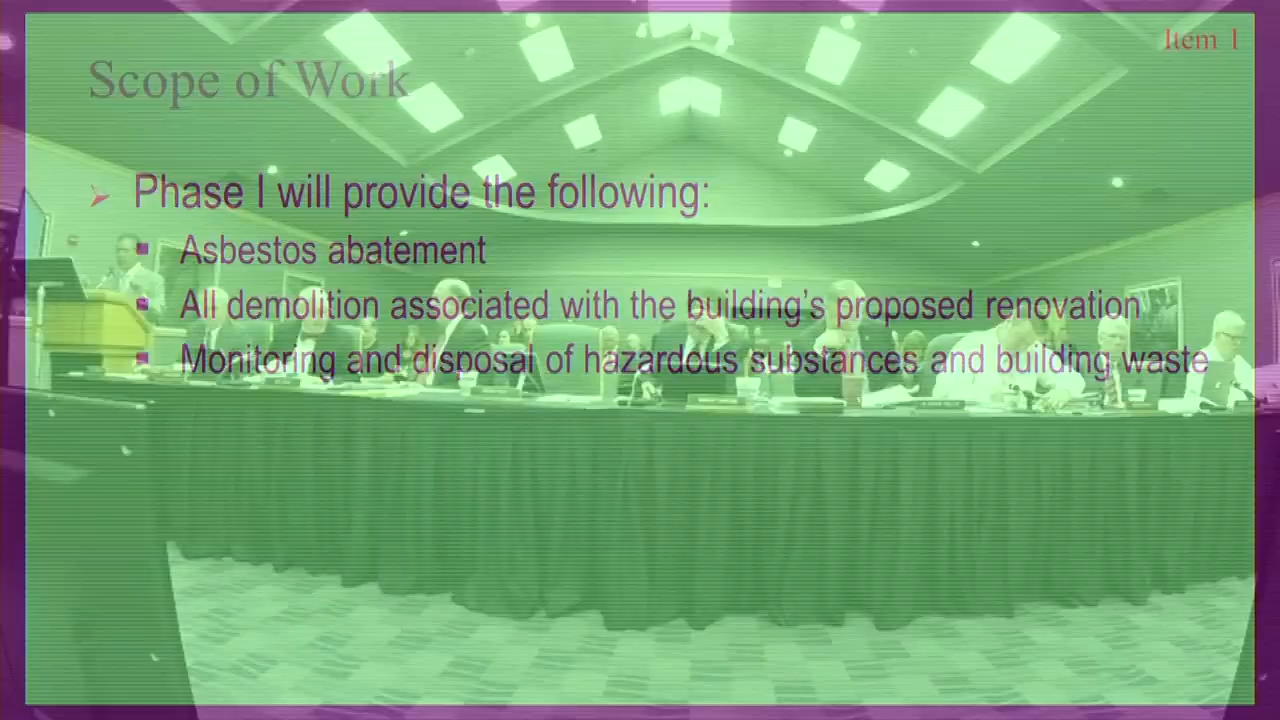 Item 1
Scope of Work
Phase I will provide the following:
Asbestos abatement
All demolition associated with the building's proposed renovation
Monitoring and disposal of hazardous substances and building waste